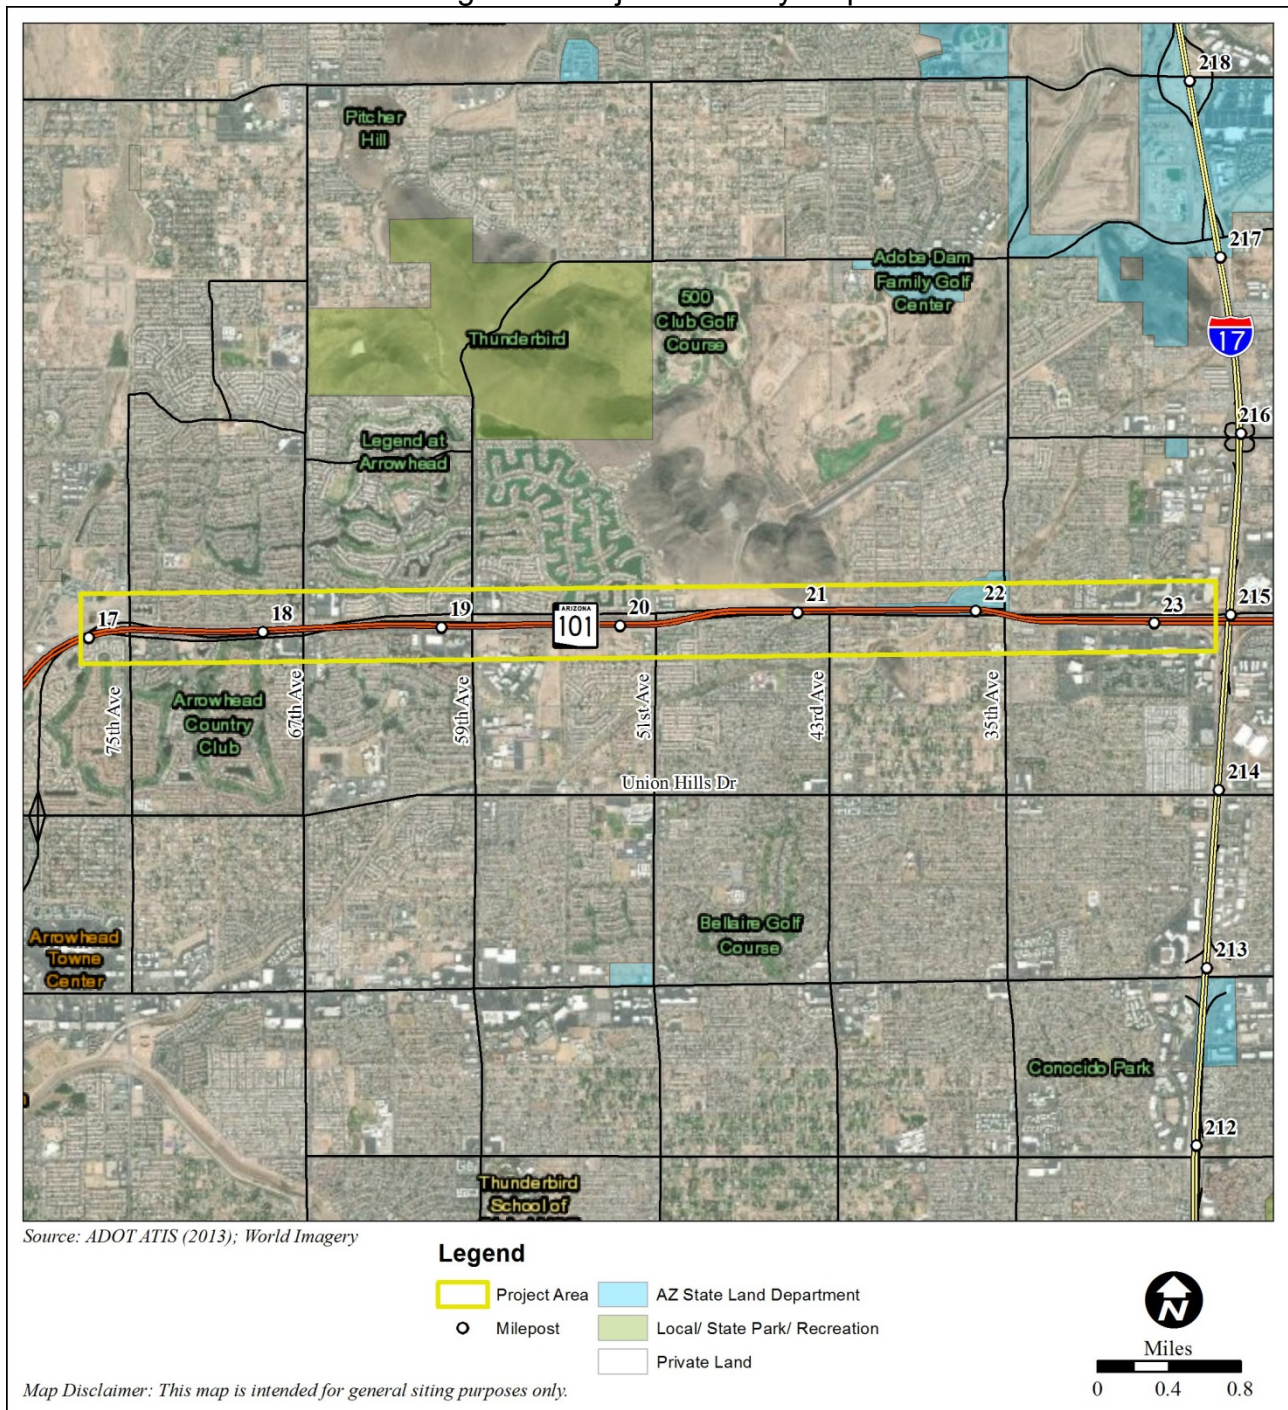 218
Pitcher
Hill
217
Adobe Dam
Family Golf
Center
500
Club Golf
Course
Thunderbird
17
216
Legend at
Arrowhead
17
18
19
ARIZONA
101
20
21
22
23
215
75th Ave
Arrowhead
Country
Club
67th Ave
59th Ave
51st Ave
43rd Ave
35th Ave
Union Hills Dr
214
Arrowhead
Towne
Center
Bellaire Golf
Course
213
Conocido Park
212
Thunderbird
School of
Source: ADOT ATIS (2013); World Imagery
Legend
Project Area
AZ State Land Department
Milepost
Local/ State Park/ Recreation
Private Land
N
Miles
0 0.4 0.8
Map Disclaimer: This map is intended for general siting purposes only.